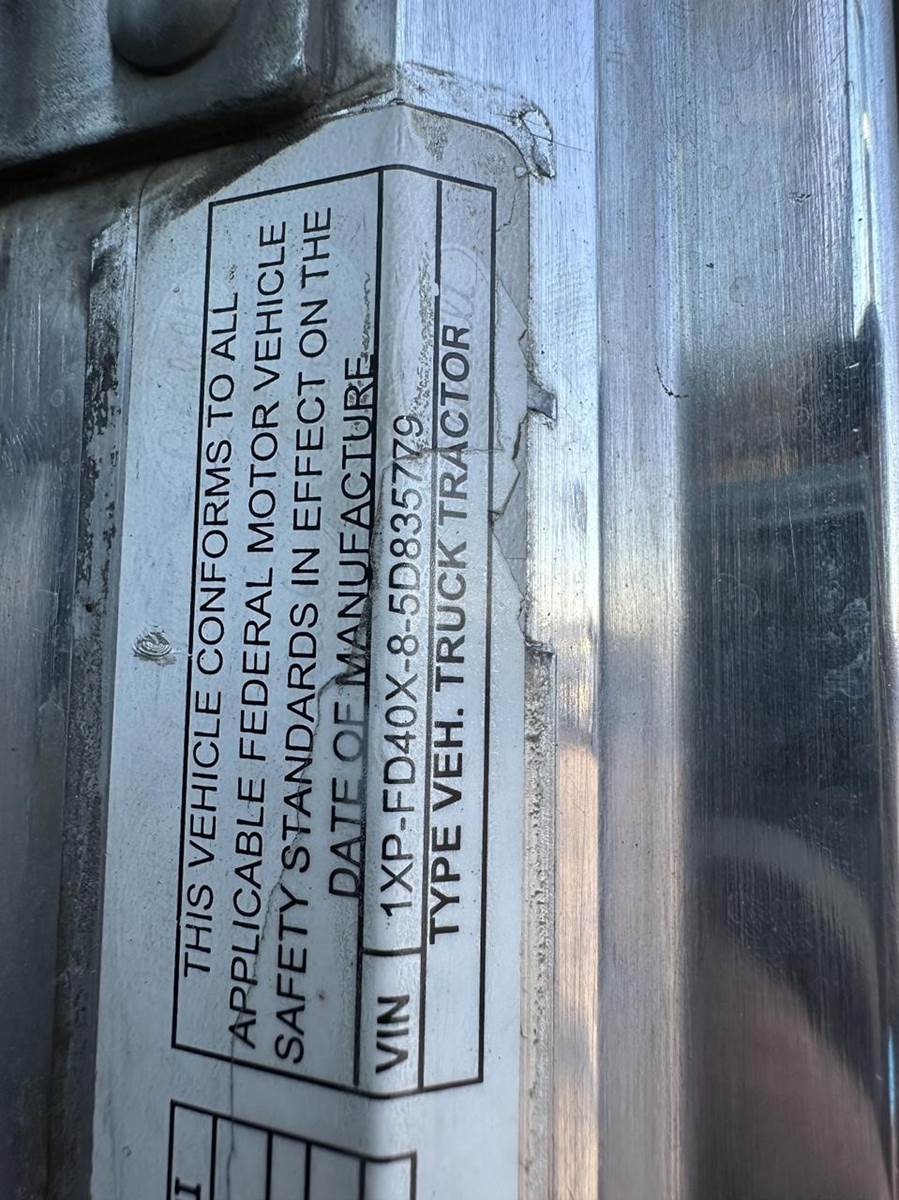 THIS VEHICLE CONFORMS TO ALL
APPLICABLE FEDERAL MOTOR VEHICLE
SAFETY STANDARDS IN EFFECT ON THE
DATE OF MANUFACTURE
VIN 1XP-FD40X-8-5D835779
TYPE VEH. TRUCK TRACTOR